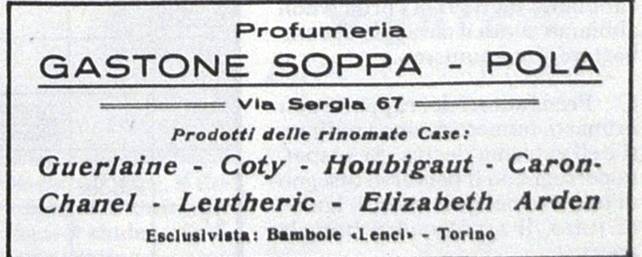 Profumeria
GASTONE SOPPA - POLA
Via Sergia 67
Prodotti delle rinomate Case:
Guerlaine - Coty - Houbigant - Caron -
Chanel - Leutheric - Elizabeth Arden
Esclusivista: Bambole «Lenci» - Torino